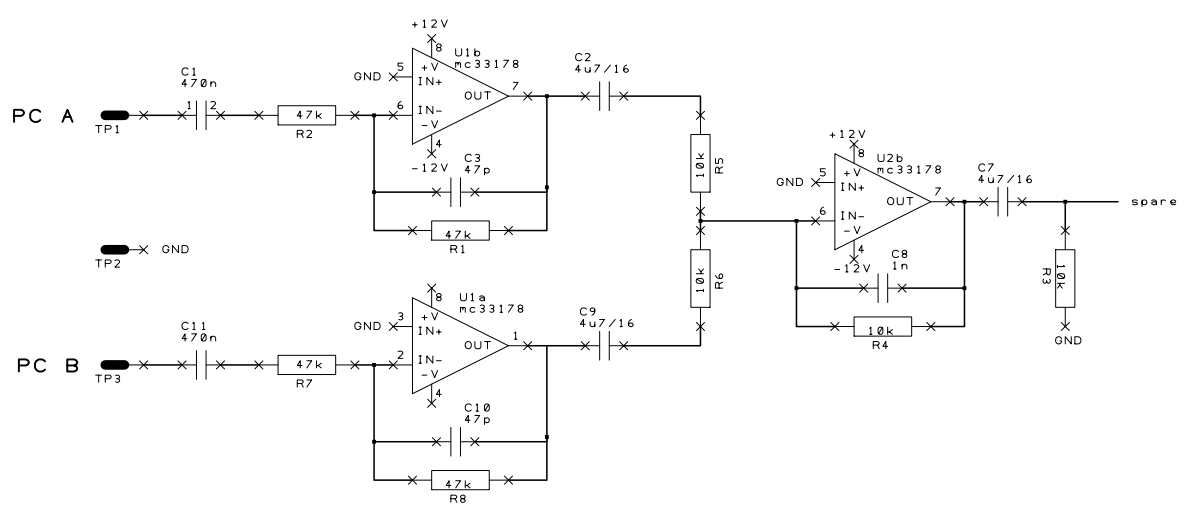 +12V
8
U1b
mc33178
+V
5
GND
IN+
OUT
7
6
IN-
-V
4
-12V
C1
470n
1 2
PC A
TP1
47k
R2
C3
47p
47k
R1
C2
4u7/16
10k
R5
TP2
GND
10k
R6
+12V
8
U2b
mc33178
+V
5
GND
IN+
OUT
7
6
IN-
-V
4
-12V
C7
4u7/16
spare
C8
1n
10k
R4
10k
R3
GND
8
U1a
mc33178
+V
3
GND
IN+
OUT
1
2
IN-
-V
4
C11
470n
PC B
TP3
47k
R7
C10
47p
47k
R8
C9
4u7/16